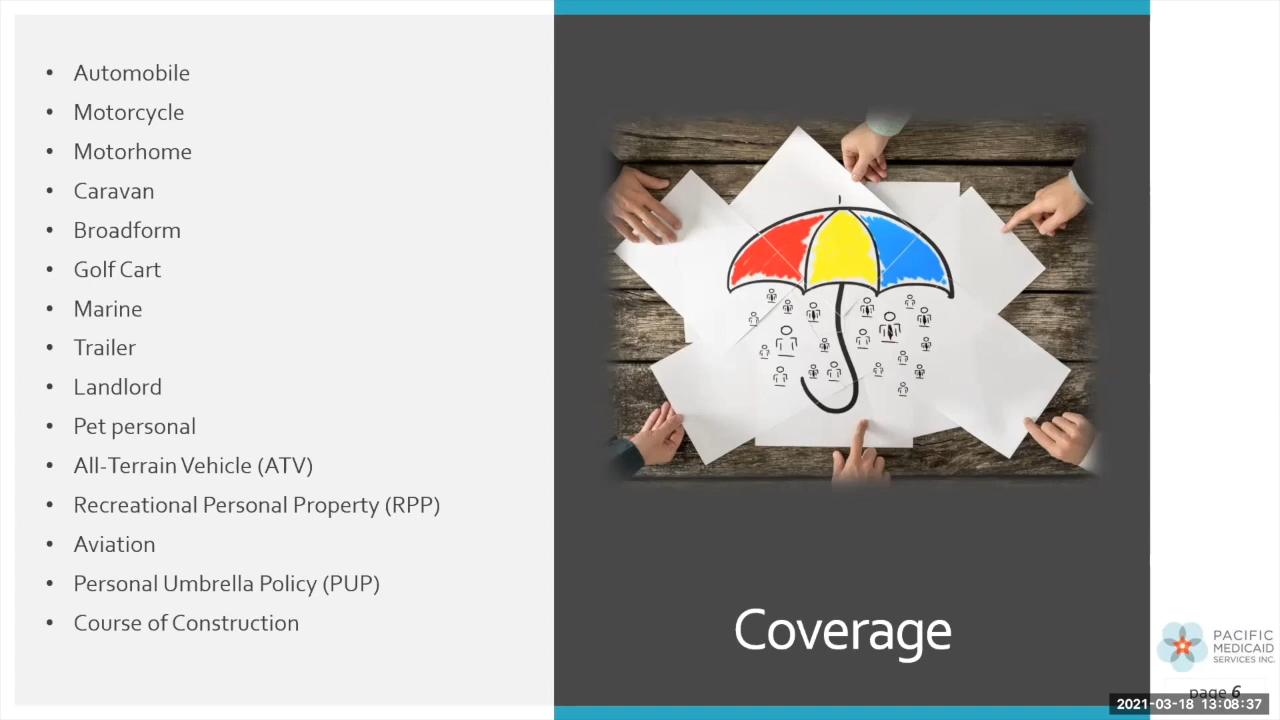 • Automobile
• Motorcycle
• Motorhome
• Caravan
• Broadform
• Golf Cart
• Marine
• Trailer
• Landlord
• Pet personal
• All-Terrain Vehicle (ATV)
• Recreational Personal Property (RPP)
• Aviation
• Personal Umbrella Policy (PUP)
• Course of Construction
Coverage
PACIFIC
MEDICAID
SERVICES INC.
page 6
2021-03-18 13:08:37